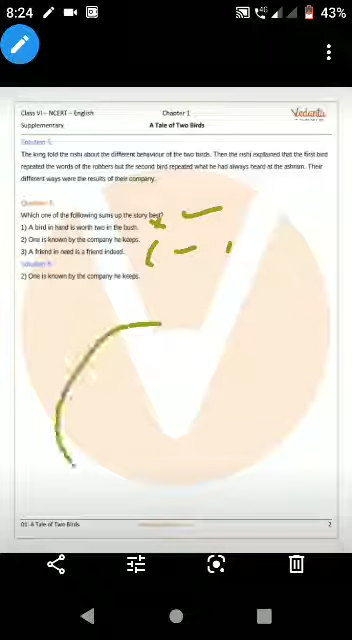 8:24
4G
43%
Class VI – NCERT – English
Chapter 1
Vedantu
Supplementary
A Tale of Two Birds
Solution 5:
The king told the rishi about the different behaviour of the two birds. Then the rishi explained that the first bird
repeated the words of the robbers but the second bird repeated what he had always heard at the ashram. Their
different ways were the results of their company.
Question 6:
Which one of the following sums up the story best?
1) A bird in hand is worth two in the bush.
2) One is known by the company he keeps.
3) A friend in need is a friend indeed.
Solution 6:
2) One is known by the company he keeps.
01. A Tale of Two Birds
2